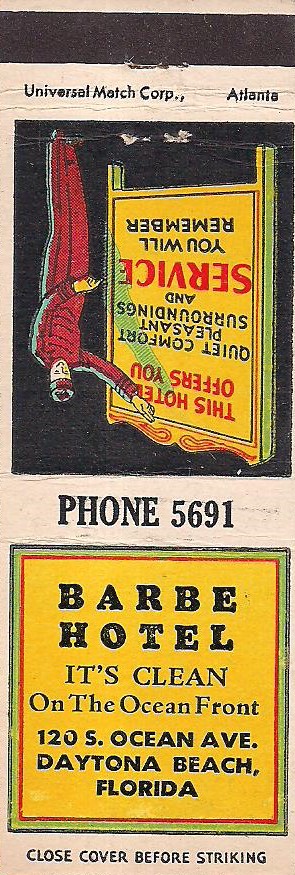 Universal Match Corp., Atlanta
THIS HOTEL
OFFERS YOU
QUIET COMFORT
PLEASANT
SURROUNDINGS
AND
SERVICE
YOU WILL
REMEMBER
PHONE 5691
BARBE
HOTEL
IT'S CLEAN
On The Ocean Front
120 S. OCEAN AVE.
DAYTONA BEACH,
FLORIDA
CLOSE COVER BEFORE STRIKING